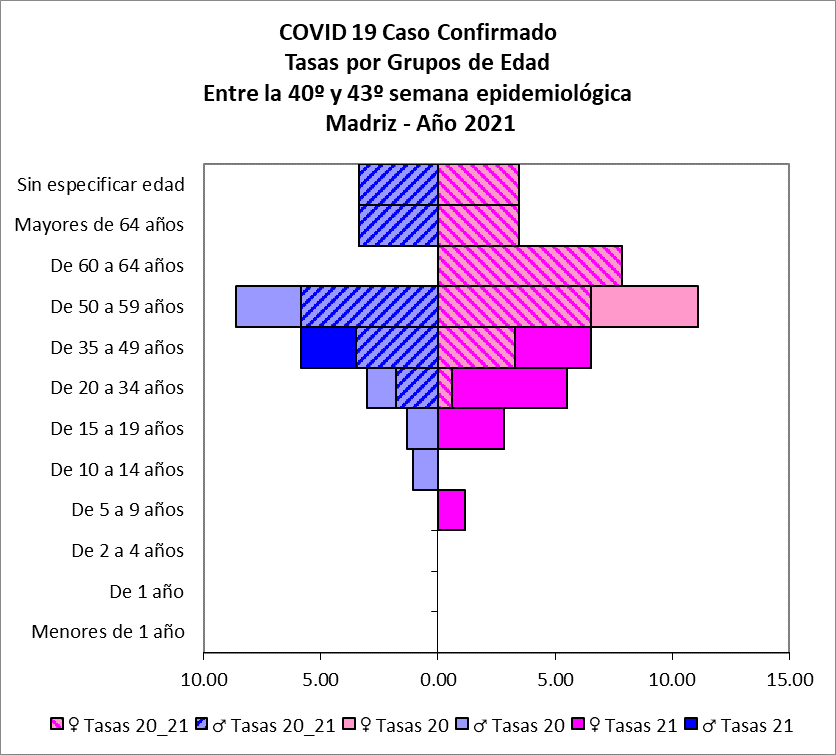 COVID 19 Caso Confirmado
Tasas por Grupos de Edad
Entre la 40º y 43º semana epidemiológica
Madriz - Año 2021
Sin especificar edad
Mayores de 64 años
De 60 a 64 años
De 50 a 59 años
De 35 a 49 años
De 20 a 34 años
De 15 a 19 años
De 10 a 14 años
De 5 a 9 años
De 2 a 4 años
De 1 año
Menores de 1 año
10.00 5.00 0.00 5.00 10.00 15.00
♀ Tasas 20_21 ♂ Tasas 20_21 ♀ Tasas 20 ♂ Tasas 20 ♀ Tasas 21 ♂ Tasas 21